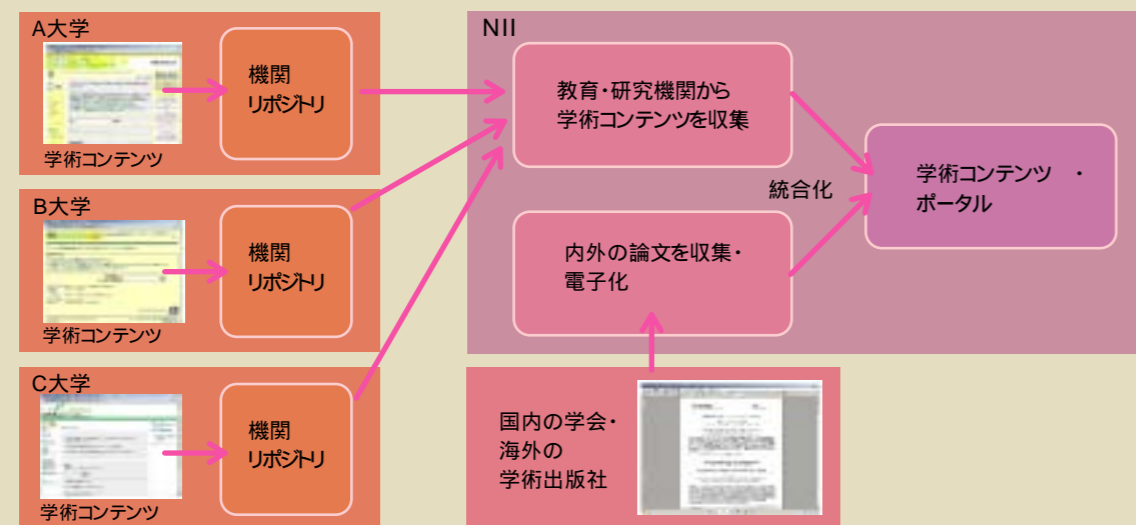 A大学
学術コンテンツ
機関
リポジトリ
B大学
学術コンテンツ
機関
リポジトリ
C大学
学術コンテンツ
機関
リポジトリ
NII
教育・研究機関から
学術コンテンツを収集
内外の論文を収集・
電子化
統合化
学術コンテンツ ・
ポータル
国内の学会・
海外の
学術出版社